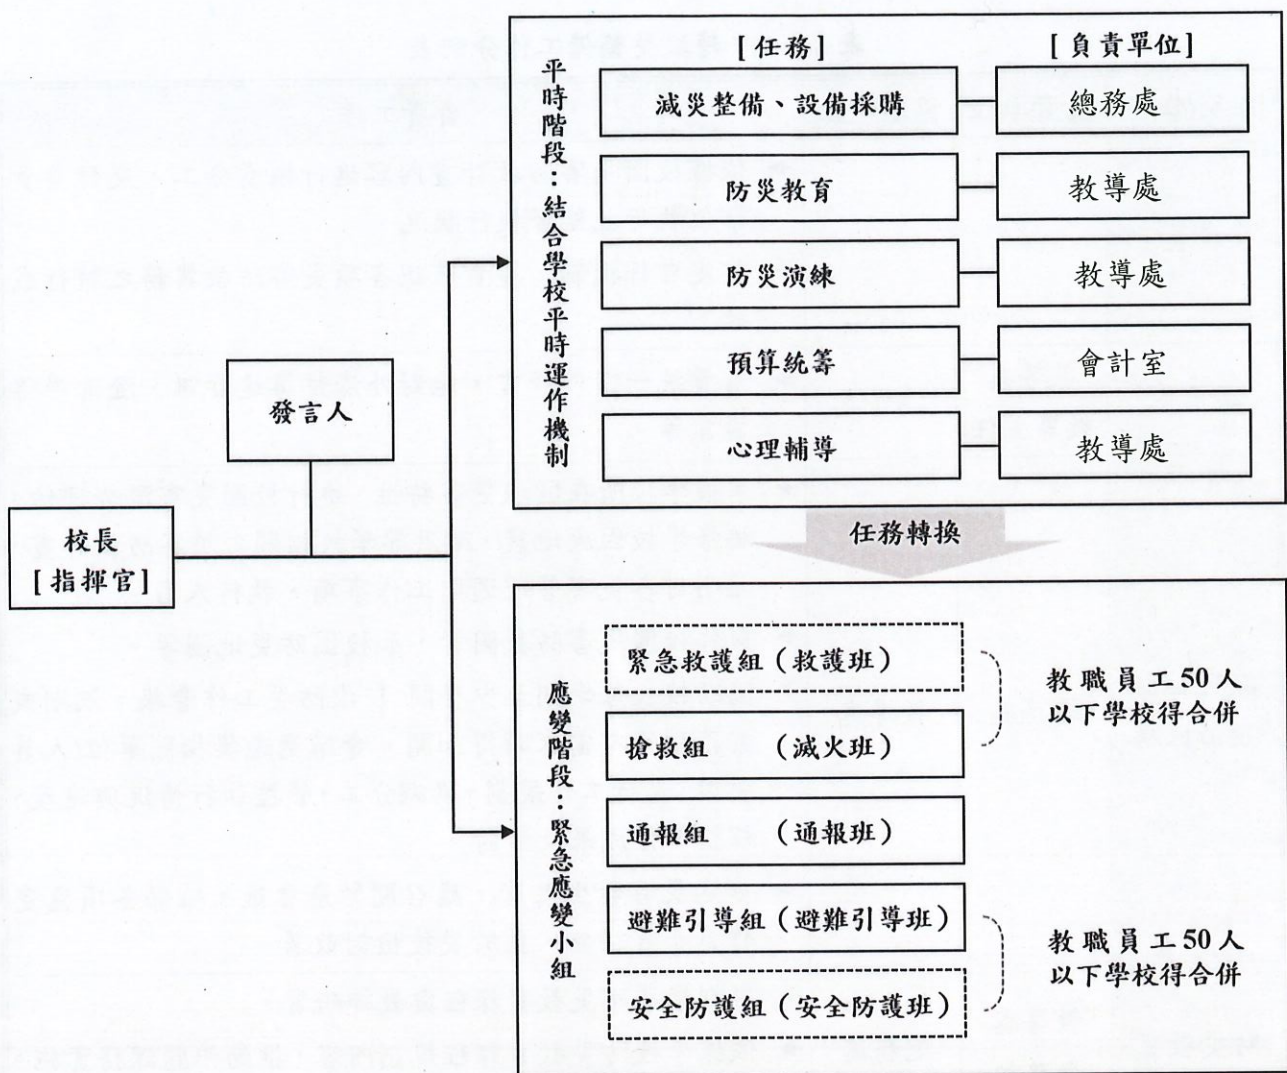 校長
[指揮官]
發言人
平時階段：結合學校平時運作機制
[任務] [負責單位]
減災整備、設備採購 總務處
防災教育 教導處
防災演練 教導處
預算統籌 會計室
心理輔導 教導處
任務轉換
應變階段：緊急應變小組
緊急救護組（救護班）
搶救組（滅火班）
教職員工50人
以下學校得合併
通報組（通報班）
避難引導組（避難引導班）
安全防護組（安全防護班）
教職員工50人
以下學校得合併